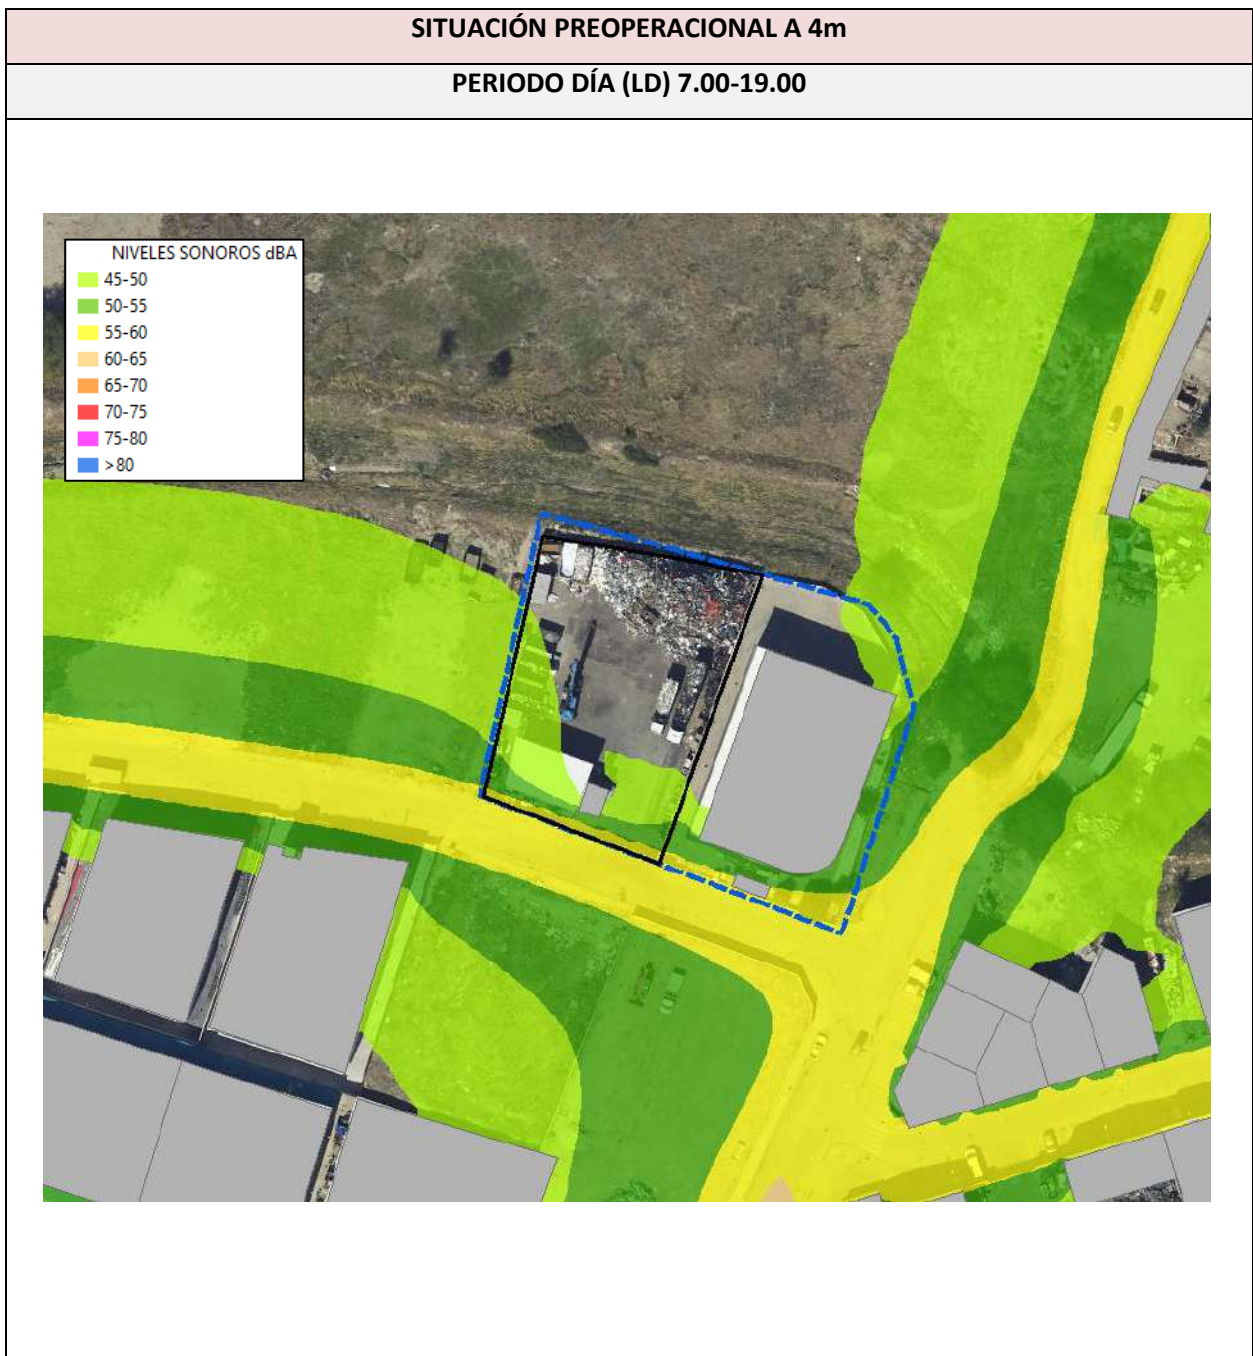 SITUACIÓN PREOPERACIONAL A 4m
PERIODO DÍA (LD) 7.00-19.00
NIVELES SONOROS dBA
45-50
50-55
55-60
60-65
65-70
70-75
75-80
>80